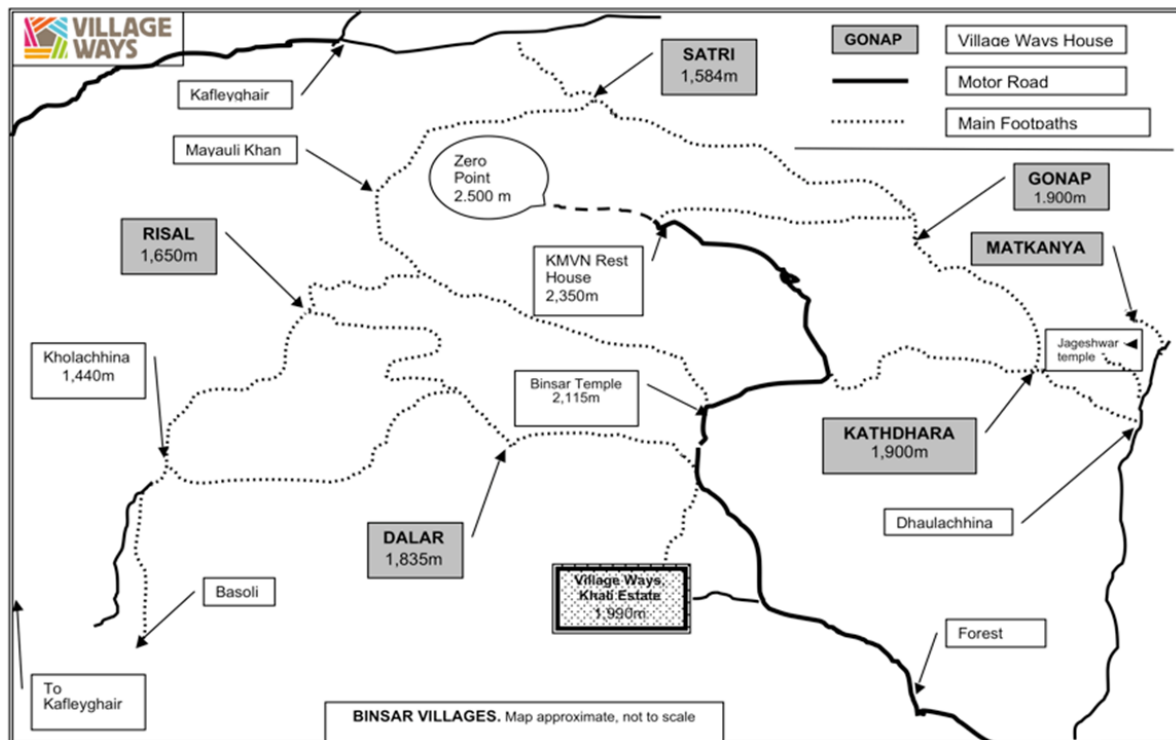 VILLAGE
WAYS
SATRI
1,584m
GONAP
Village Ways House
Motor Road
Main Footpaths
Kafleyghair
Mayauli Khan
Zero
Point
2.500 m
GONAP
1.900m
RISAL
1,650m
MATKANYA
KMVN Rest
House
2,350m
Jageshwar
temple
Kholachhina
1,440m
Binsar Temple
2,115m
KATHDHARA
1,900m
Dhaulachhina
DALAR
1,835m
Village Ways
Khali Estate
1,990m
Basoli
Forest
To
Kafleyghair
BINSAR VILLAGES. Map approximate, not to scale